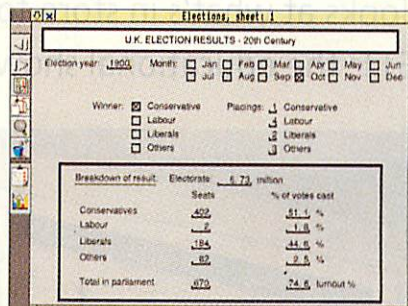 Elections, sheet: 1
U.K. ELECTION RESULTS - 20th Century
Election year: 1900 Month: Jan Feb Mar Apr May Jun
Jul Aug Sep Oct Nov Dec
Winner: Conservative Placings: 1 Conservative
Labour 4 Labour
Liberals 2 Liberals
Others 3 Others
Breakdown of result: Electorate: 6.73 million
Seats % of votes cast
Conservatives 402 51.1 %
Labour 2 1.8 %
Liberals 184 44.6 %
Others 82 2.5 %
Total in parliament 670 74.6 turnout %